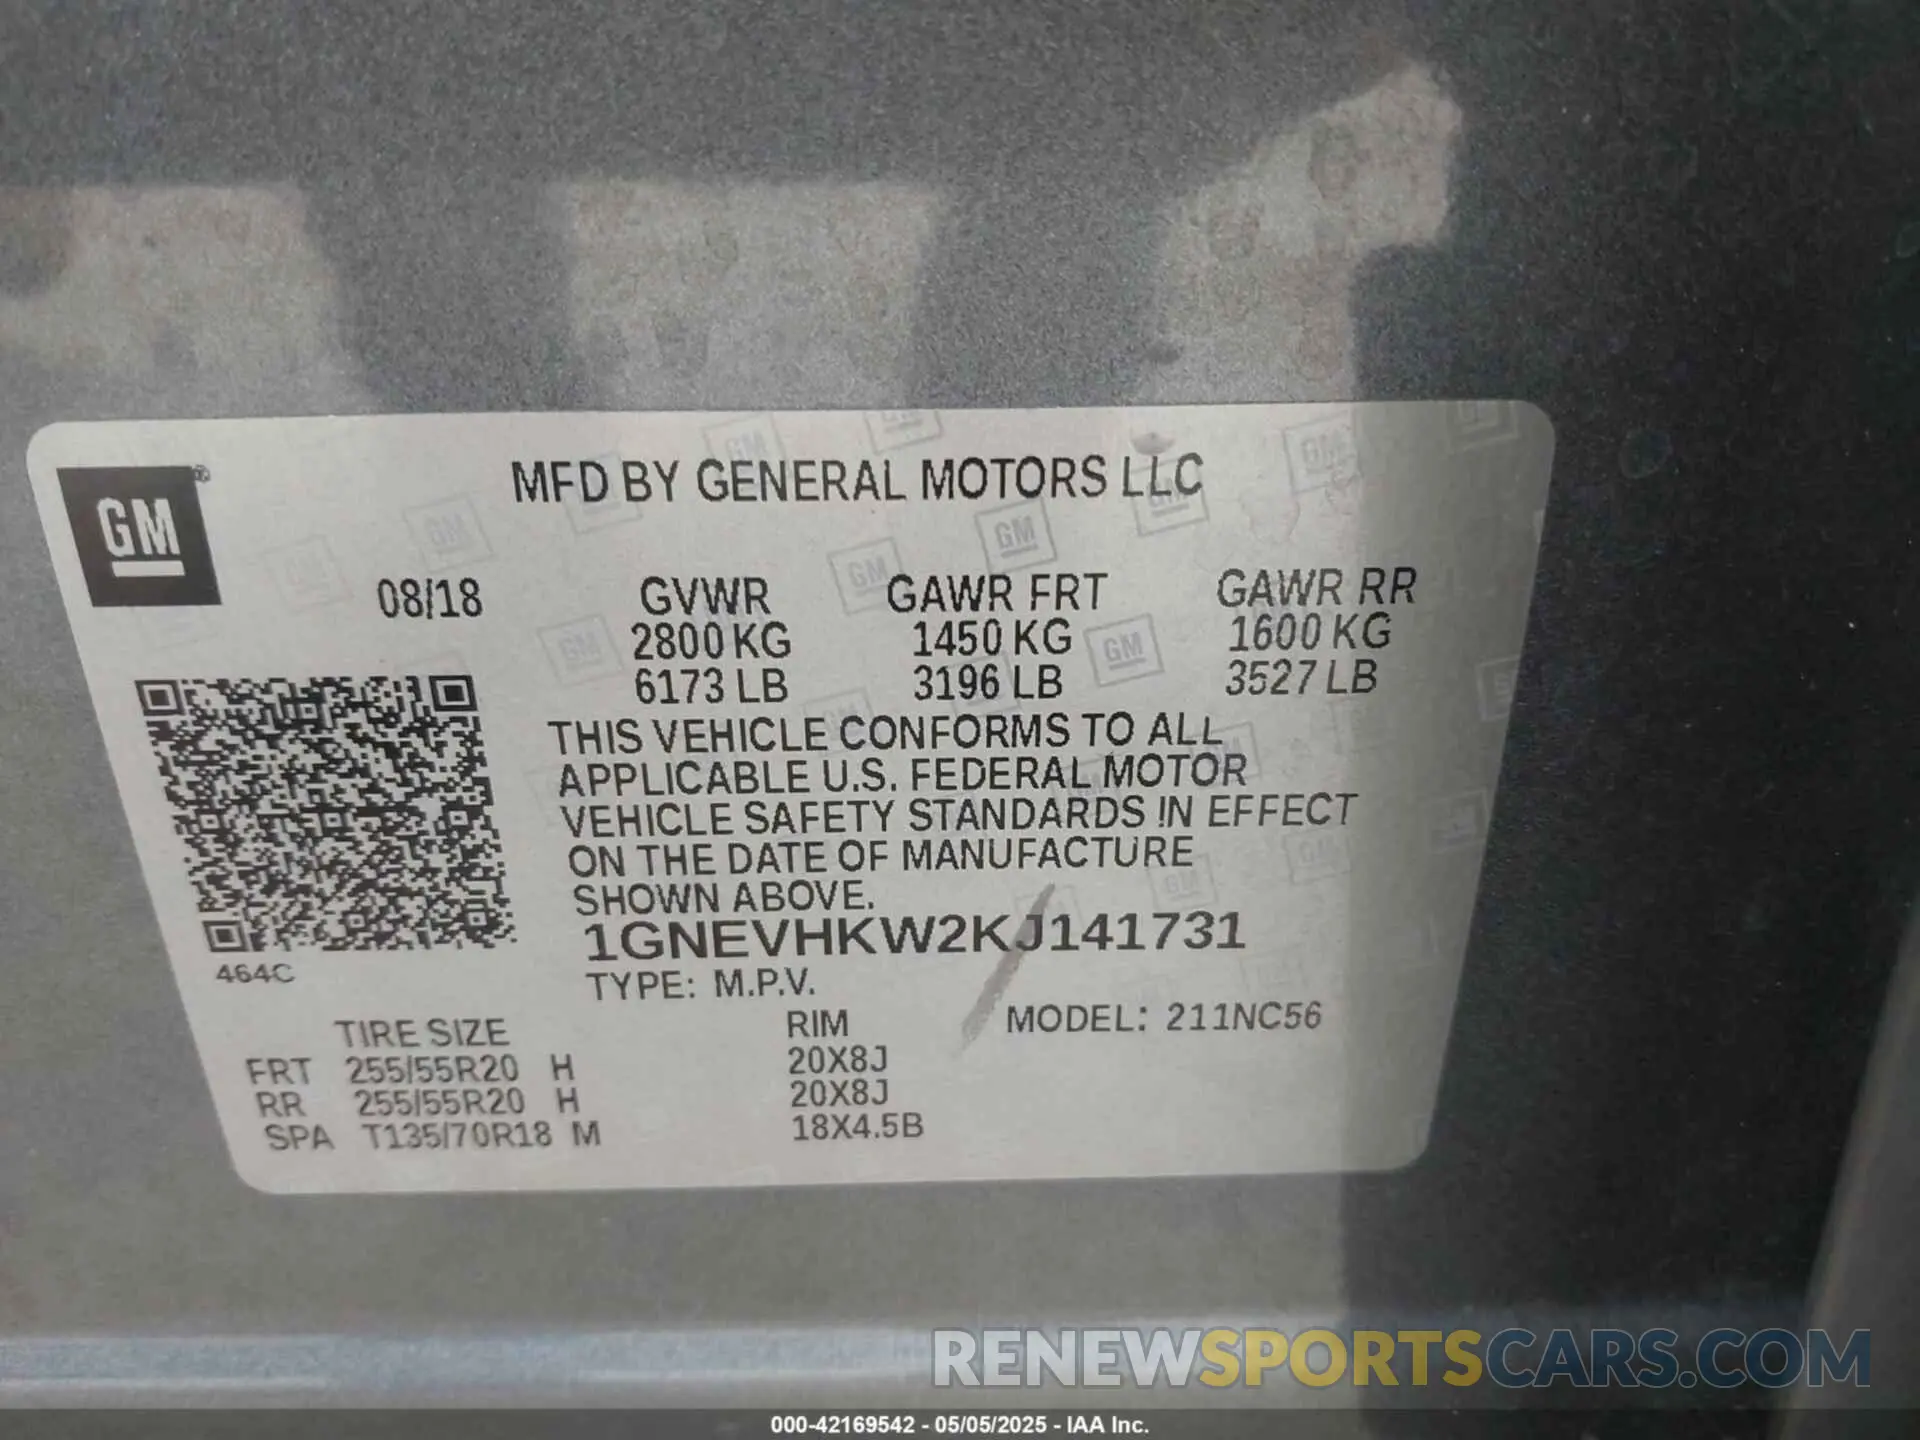 MFD BY GENERAL MOTORS LLC
GM
08/18 GVWR GAWR FRT GAWR RR
2800 KG 1450 KG 1600 KG
6173 LB 3196 LB 3527 LB
THIS VEHICLE CONFORMS TO ALL
APPLICABLE U.S. FEDERAL MOTOR
VEHICLE SAFETY STANDARDS IN EFFECT
ON THE DATE OF MANUFACTURE
SHOWN ABOVE.
1GNEVHKW2KJ141731
464C
TYPE: M.P.V.
MODEL: 211NC56
TIRE SIZE RIM
FRT 255/55R20 H 20X8J
RR 255/55R20 H 20X8J
SPA T135/70R18 M 18X4.5B
RENEWSPORTSCARS.COM
000-42169542 - 05/05/2025 - IAA Inc.